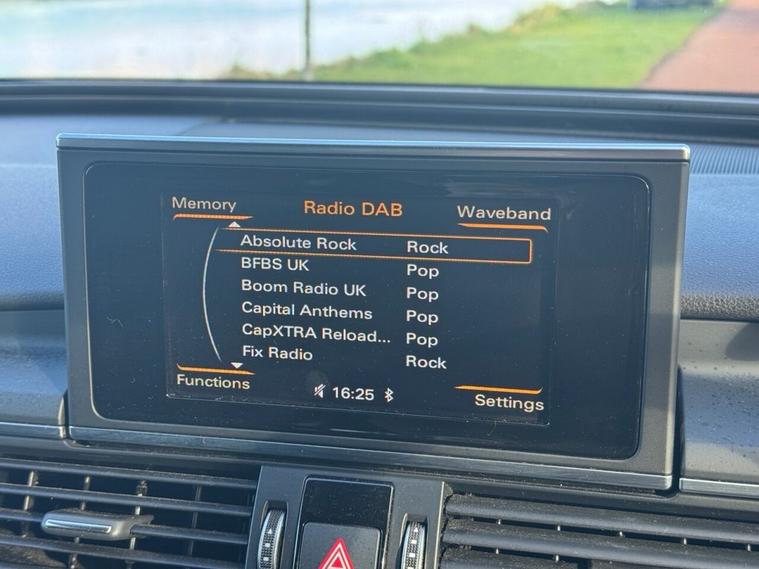 Memory Radio DAB Waveband
Absolute Rock Rock
BFBS UK Pop
Boom Radio UK Pop
Capital Anthems Pop
CapXTRA Reload... Pop
Fix Radio Rock
Functions 16:25 Settings